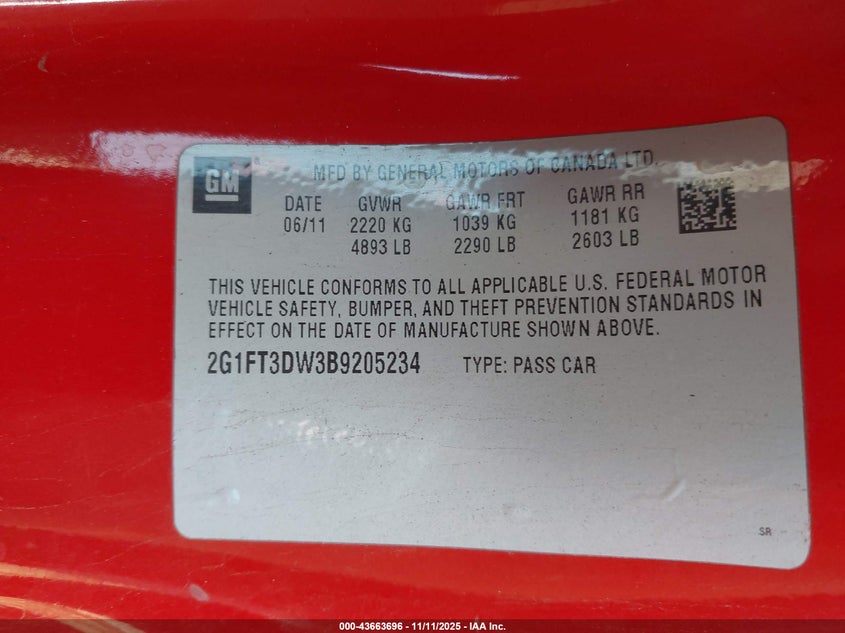 GM
MFD BY GENERAL MOTORS OF CANADA LTD.
DATE GVWR GAWR FRT GAWR RR
06/11 2220 KG 1039 KG 1181 KG
4893 LB 2290 LB 2603 LB
THIS VEHICLE CONFORMS TO ALL APPLICABLE U.S. FEDERAL MOTOR
VEHICLE SAFETY, BUMPER, AND THEFT PREVENTION STANDARDS IN
EFFECT ON THE DATE OF MANUFACTURE SHOWN ABOVE.
2G1FT3DW3B9205234 TYPE: PASS CAR
SR
000-43663696 - 11/11/2025 - IAA Inc.